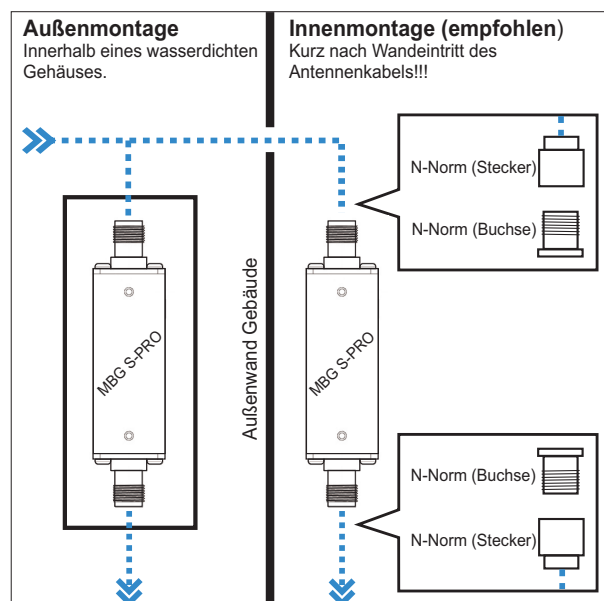 Außenmontage
Innerhalb eines wasserdichten
Gehäuses.
Innenmontage (empfohlen)
Kurz nach Wandeintritt des
Antennenkabels!!!
N-Norm (Stecker)
N-Norm (Buchse)
MBG S-PRO
Außenwand Gebäude
MBG S-PRO
N-Norm (Buchse)
N-Norm (Stecker)